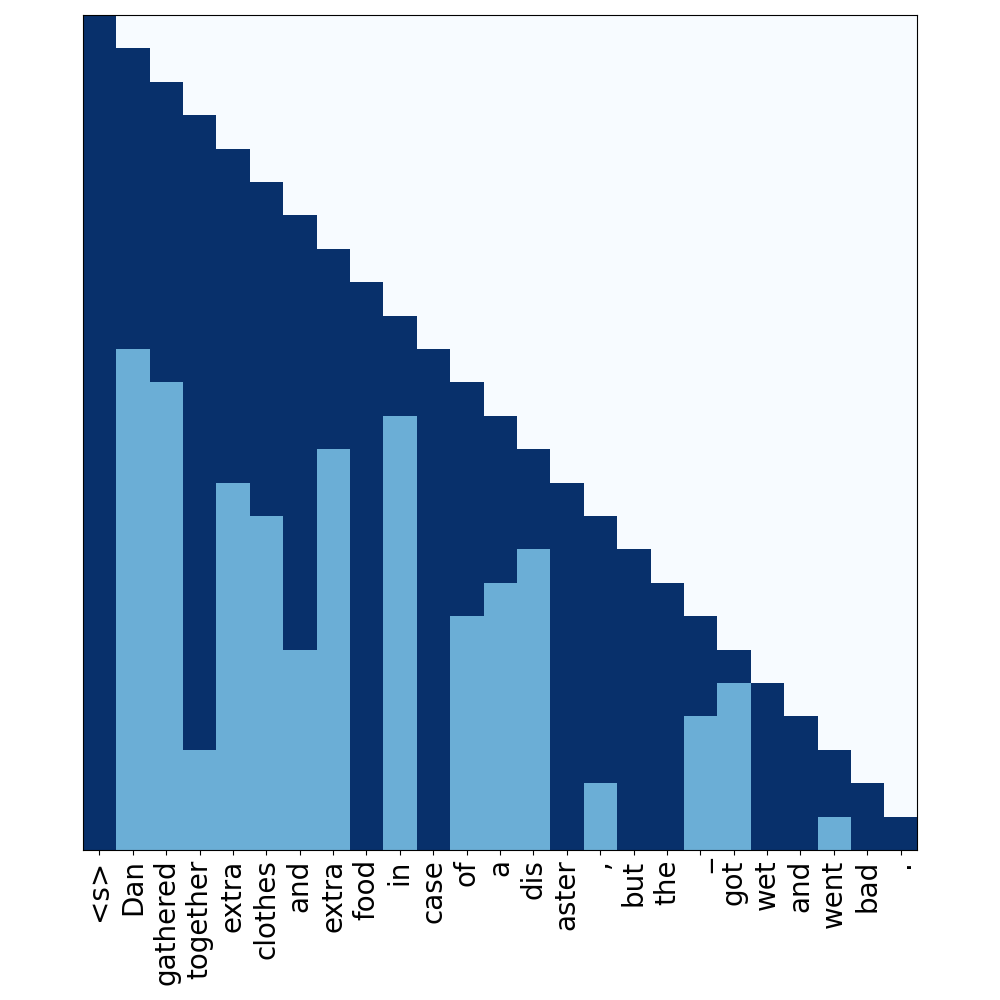 <s>
Dan
gathered
together
extra
clothes
and
extra
food
in
case
of
a
dis
aster
,
but
the
_
got
wet
and
went
bad
.